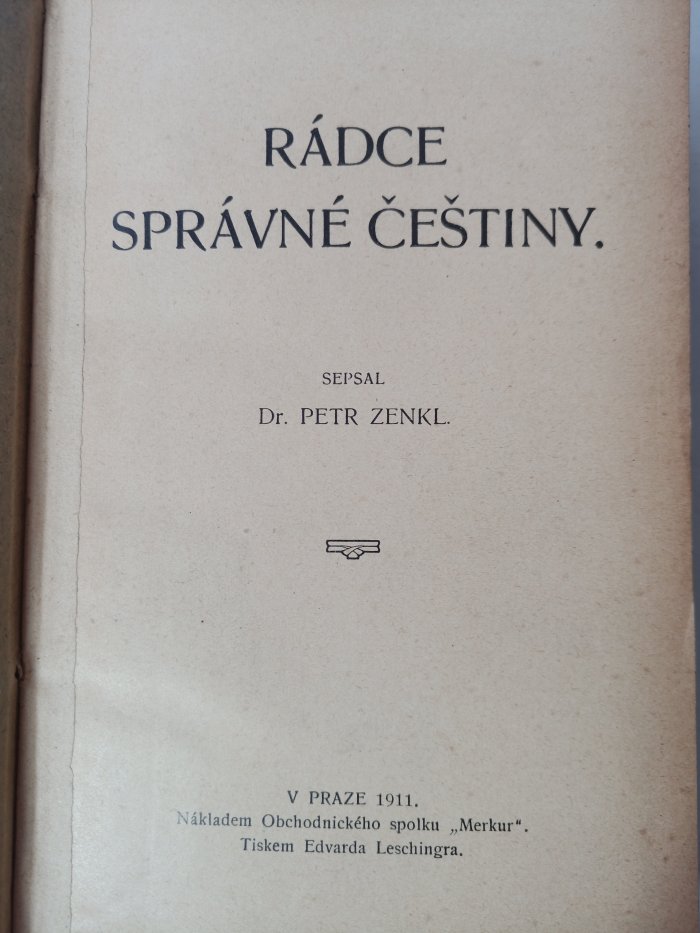 RÁDCE
SPRÁVNÉ ČEŠTINY.
SEPSAL
Dr. PETR ZENKL.
V PRAZE 1911.
Nákladem Obchodnického spolku „Merkur“.
Tiskem Edvarda Leschingra.